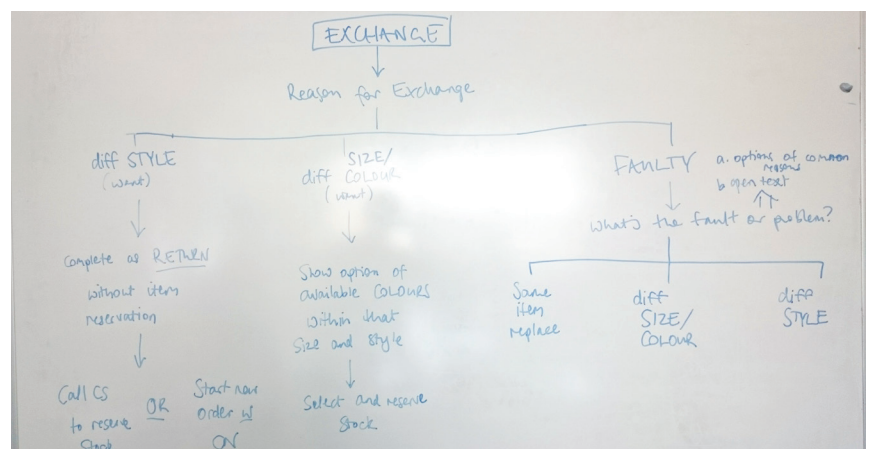 EXCHANGE
Reason for Exchange
diff STYLE
(want)
Complete as RETURN
without item
reservation
Call CS
to reserve
OR
Start new
order w
SIZE/
diff COLOUR
(want)
Show option of
available COLOURS
within that
Size and Style
Select and reserve
Stock
FAULTY
a. options of common
reasons
b open text
What's the fault or problem?
Same
item
replace
diff
SIZE/
COLOUR
diff
STYLE